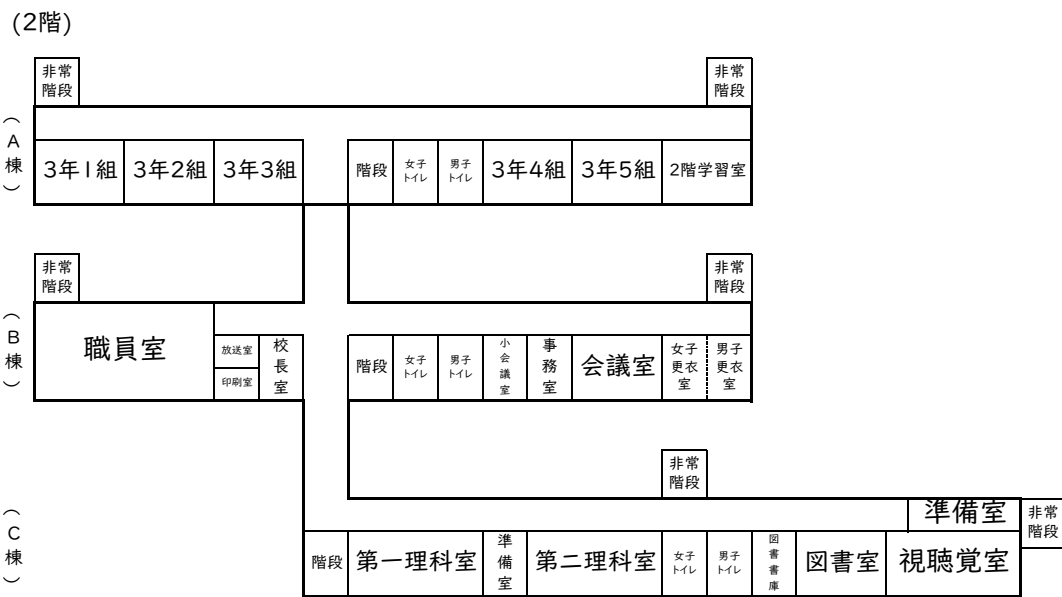 (2階)
非常
階段
非常
階段
(A棟)
3年1組
3年2組
3年3組
階段
女子
トイレ
男子
トイレ
3年4組
3年5組
2階学習室
非常
階段
非常
階段
(B棟)
職員室
放送室
印刷室
校長室
階段
女子
トイレ
男子
トイレ
小会議室
事務室
会議室
女子
更衣
室
男子
更衣
室
非常
階段
(C棟)
階段
第一理科室
準備室
第二理科室
女子
トイレ
男子
トイレ
図書書庫
図書室
準備室
視聴覚室
非常
階段